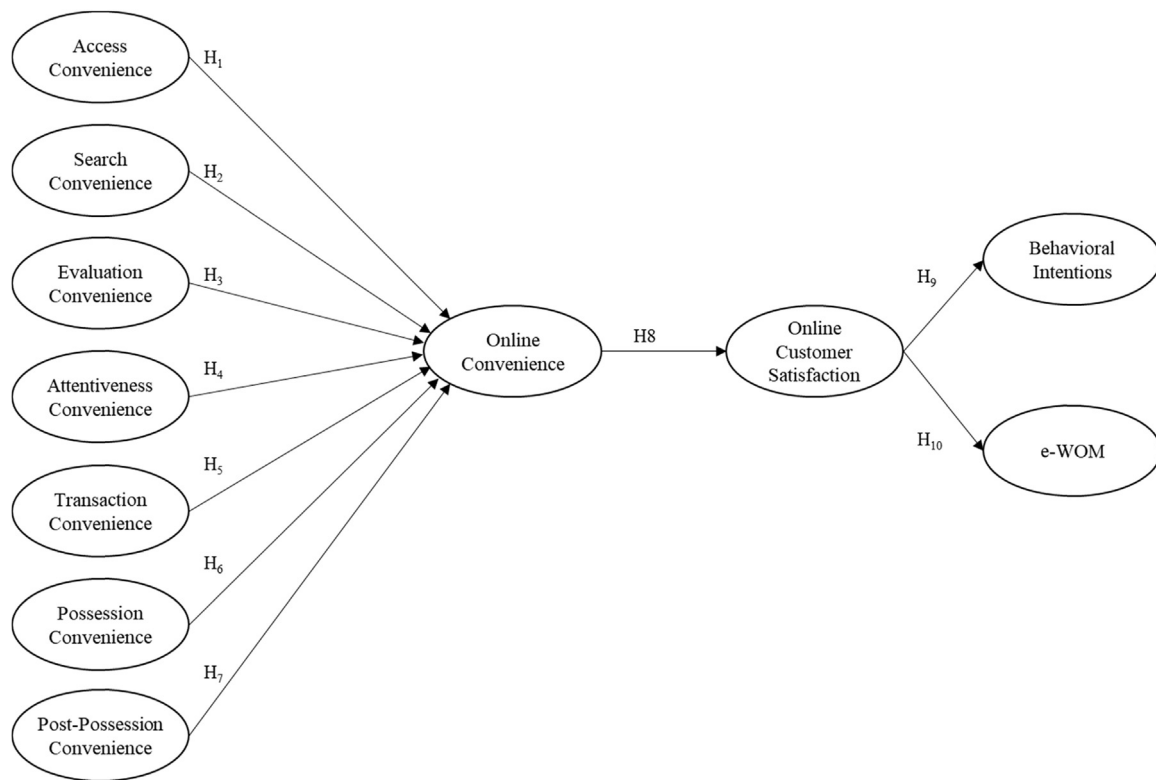 Access
Convenience
H₁
Search
Convenience
H₂
Evaluation
Convenience
H₃
Attentiveness
Convenience
H₄
Transaction
Convenience
H₅
Possession
Convenience
H₆
Post-Possession
Convenience
H₇
Online
Convenience
H8
Online
Customer
Satisfaction
H₉
Behavioral
Intentions
H₁₀
e-WOM